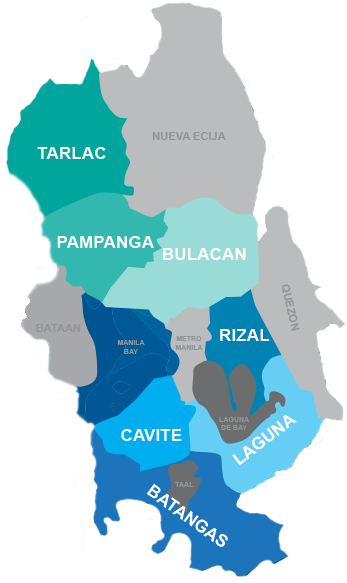 NUEVA ECIJA
TARLAC
PAMPANGA
BULACAN
QUEZON
BATAAN
MANILA
BAY
METRO
MANILA
RIZAL
LAGUNA
DE BAY
CAVITE
LAGUNA
TAAL
BATANGAS